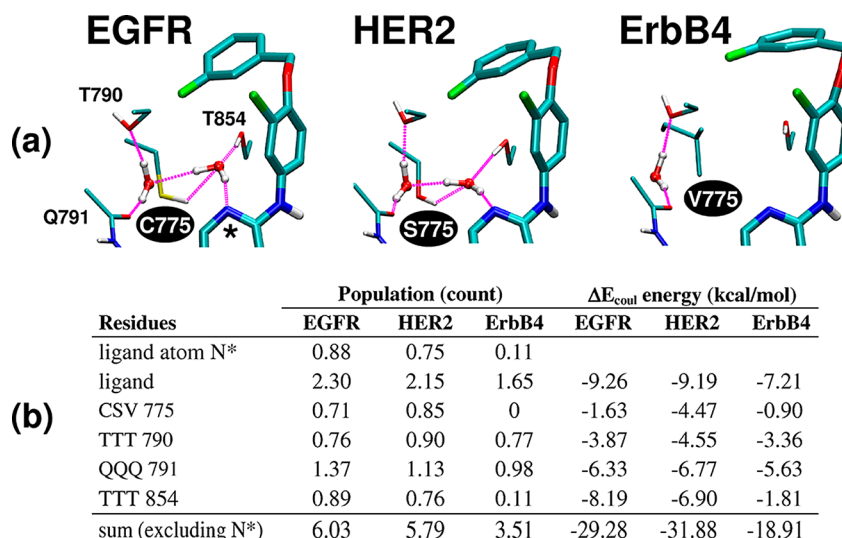 EGFR HER2 ErbB4
(a)
T790
T854
Q791
C775
*
S775
V775
(b)
Population (count) ΔEcoul energy (kcal/mol)
Residues EGFR HER2 ErbB4 EGFR HER2 ErbB4
ligand atom N* 0.88 0.75 0.11
ligand 2.30 2.15 1.65 -9.26 -9.19 -7.21
CSV 775 0.71 0.85 0 -1.63 -4.47 -0.90
TTT 790 0.76 0.90 0.77 -3.87 -4.55 -3.36
QQQ 791 1.37 1.13 0.98 -6.33 -6.77 -5.63
TTT 854 0.89 0.76 0.11 -8.19 -6.90 -1.81
sum (excluding N*) 6.03 5.79 3.51 -29.28 -31.88 -18.91